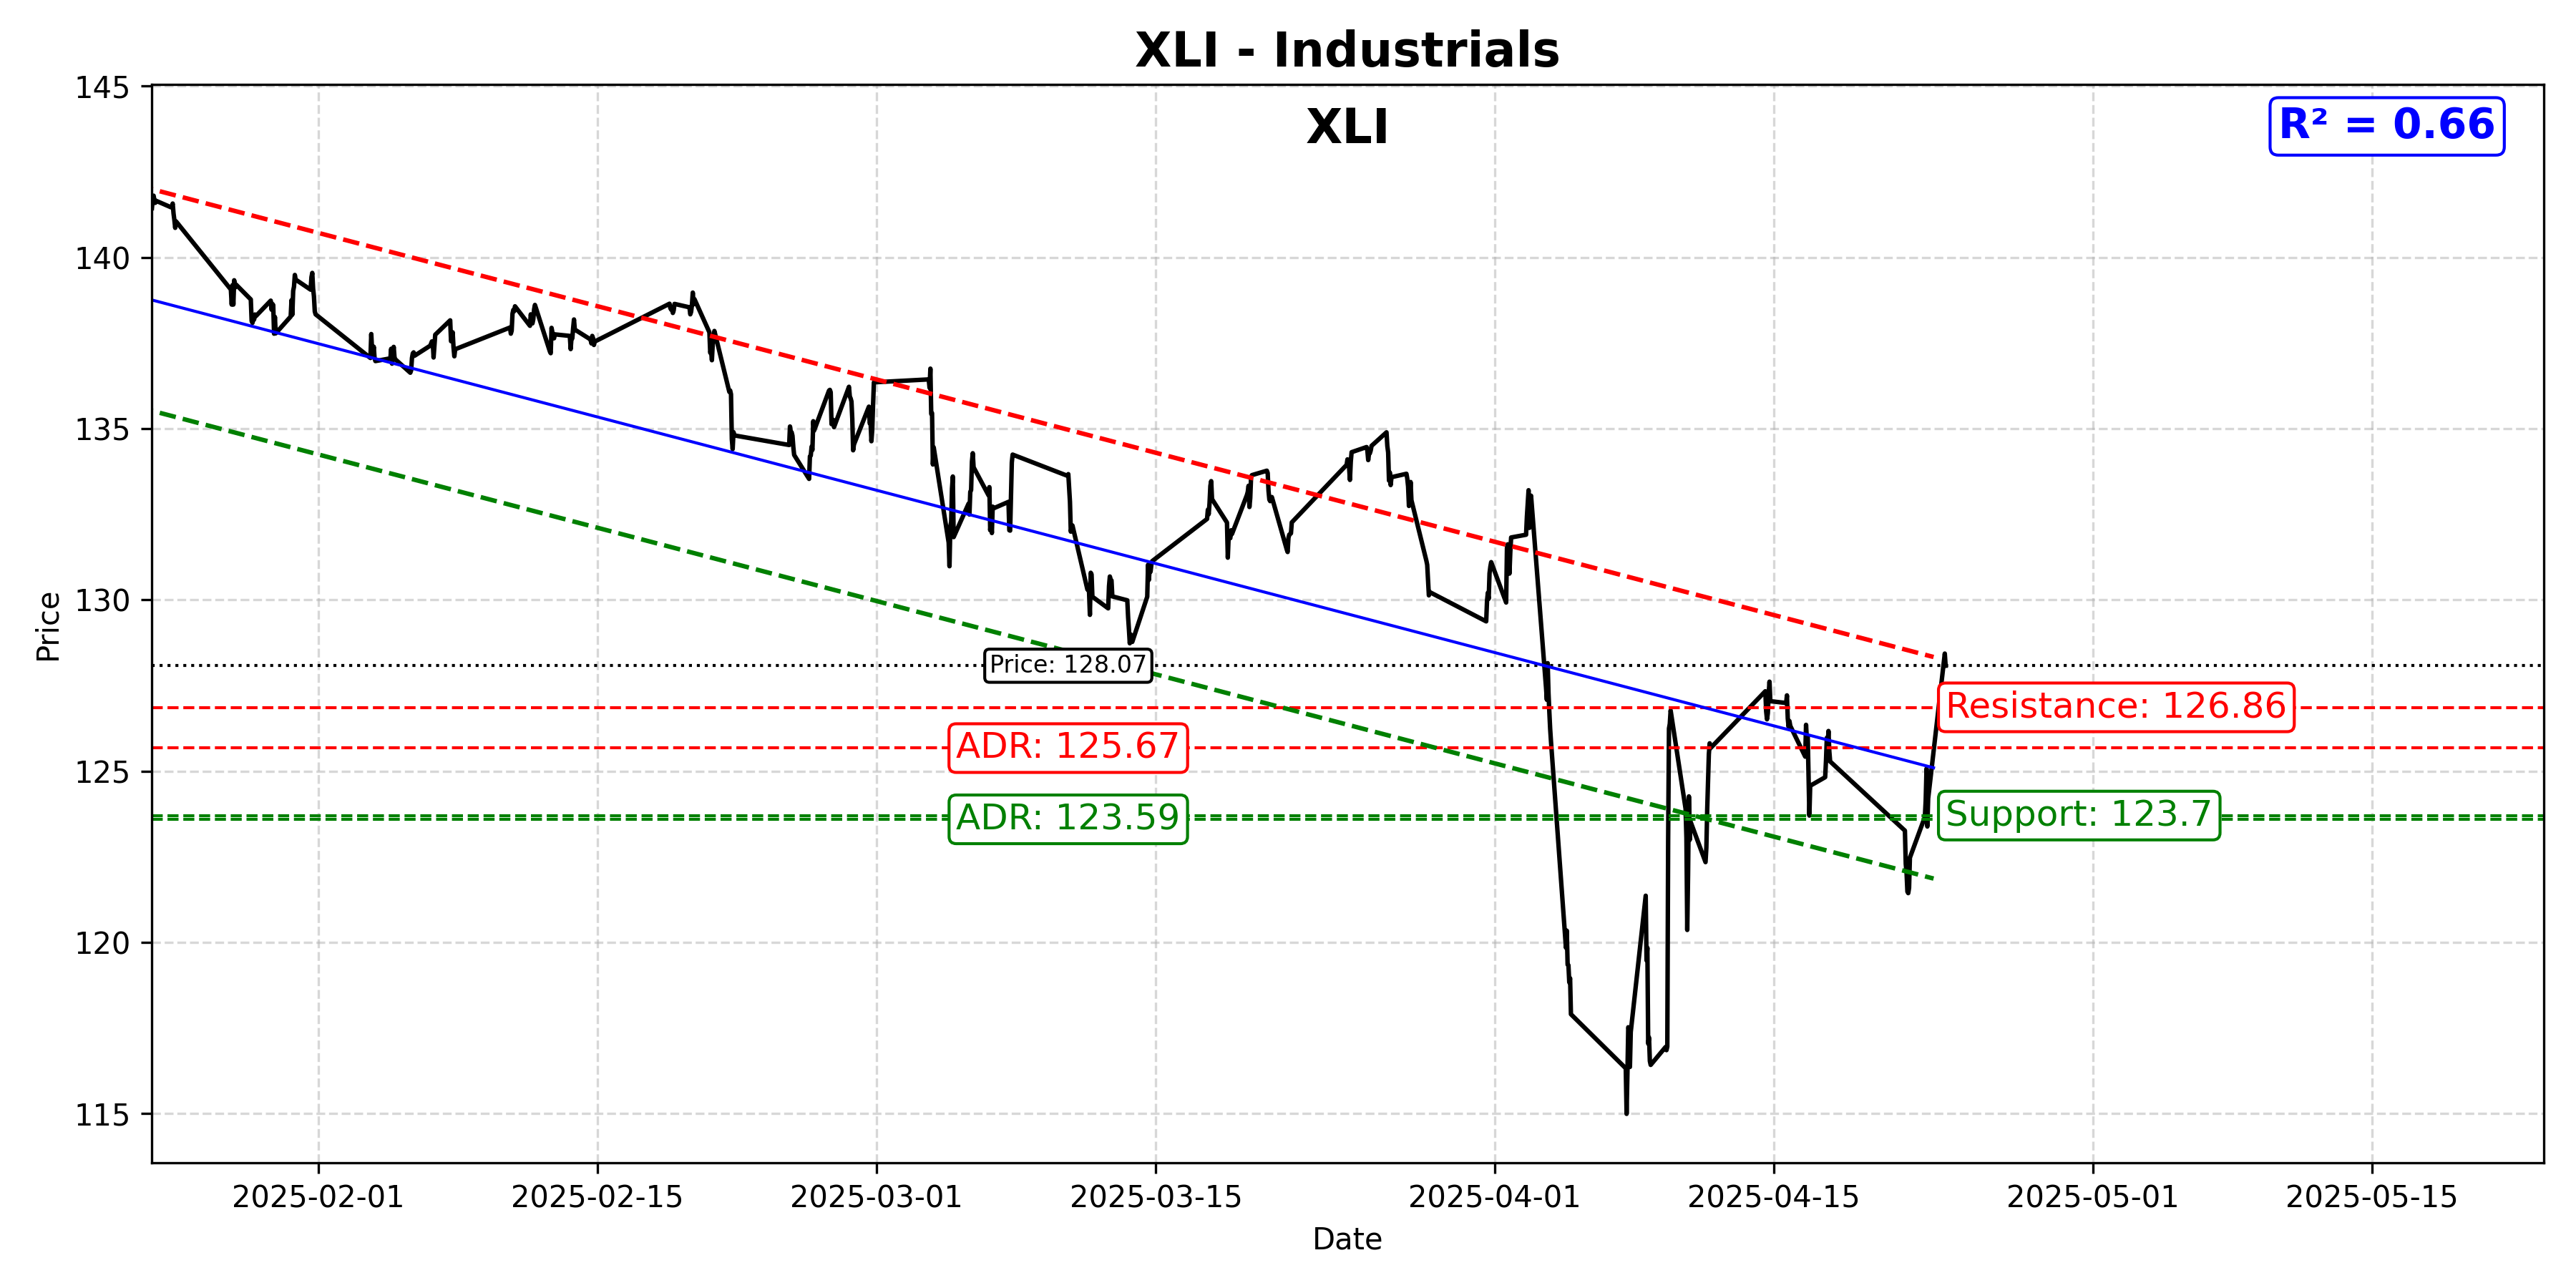 XLI - Industrials
XLI
R² = 0.66
145
140
135
130
125
120
115
Price
Price: 128.07
Resistance: 126.86
ADR: 125.67
ADR: 123.59
Support: 123.7
2025-02-01 2025-02-15 2025-03-01 2025-03-15 2025-04-01 2025-04-15 2025-05-01 2025-05-15
Date